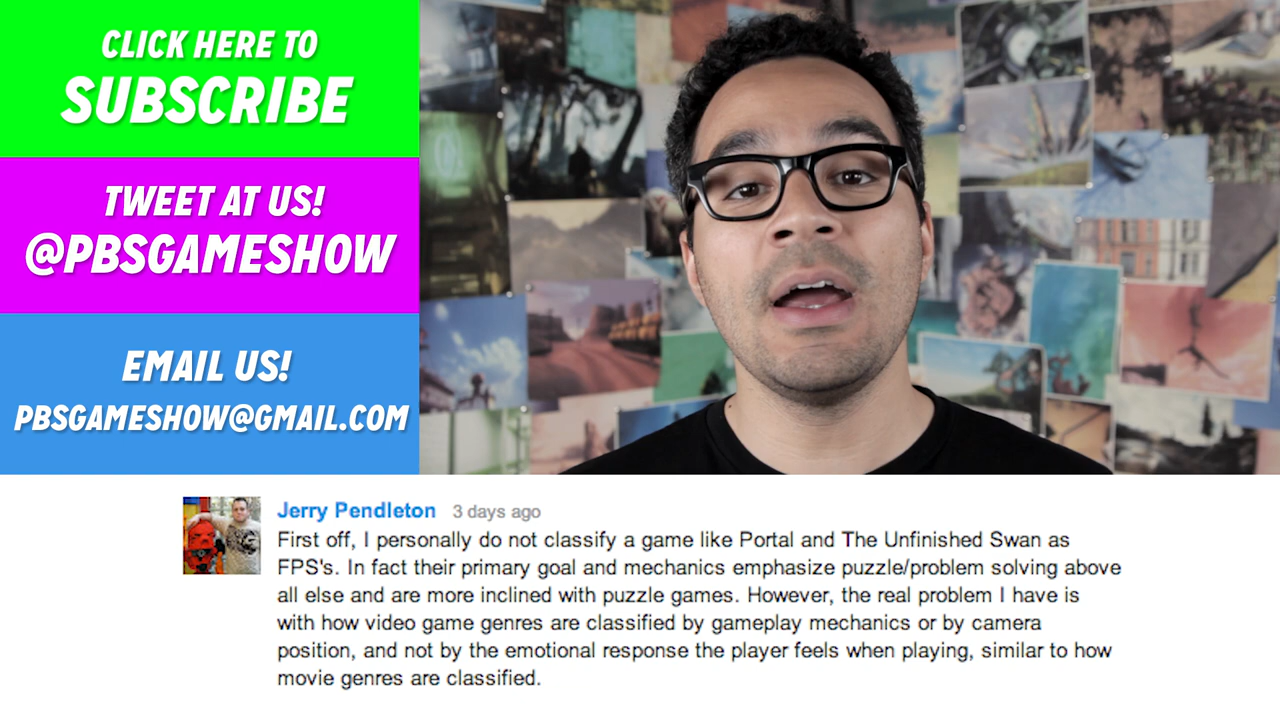 CLICK HERE TO
SUBSCRIBE
TWEET AT US!
@PBSGAMESHOW
EMAIL US!
PBSGAMESHOW@GMAIL.COM
Jerry Pendleton 3 days ago
First off, I personally do not classify a game like Portal and The Unfinished Swan as
FPS's. In fact their primary goal and mechanics emphasize puzzle/problem solving above
all else and are more inclined with puzzle games. However, the real problem I have is
with how video game genres are classified by gameplay mechanics or by camera
position, and not by the emotional response the player feels when playing, similar to how
movie genres are classified.